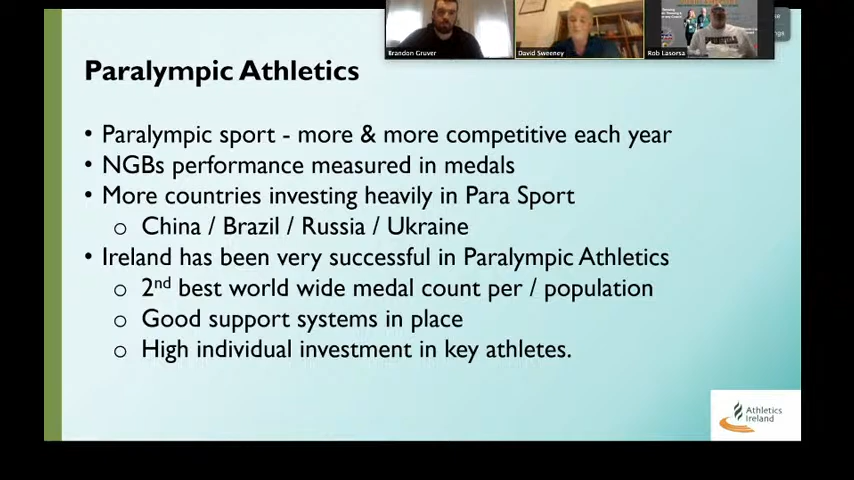 Brandon Gruver
David Sweeney
Rob Lasorsa
Paralympic Athletics
• Paralympic sport - more & more competitive each year
• NGBs performance measured in medals
• More countries investing heavily in Para Sport
o China / Brazil / Russia / Ukraine
• Ireland has been very successful in Paralympic Athletics
o 2nd best world wide medal count per / population
o Good support systems in place
o High individual investment in key athletes.
Athletics
Ireland